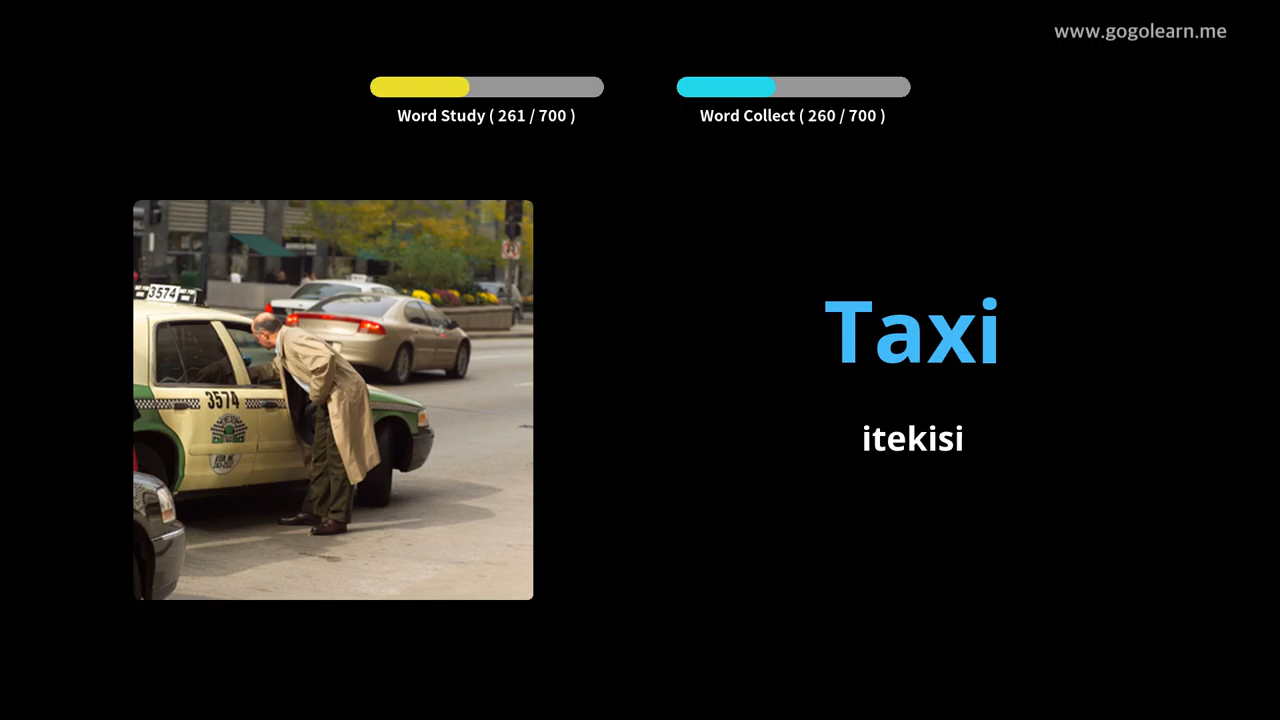 www.gogolearn.me
Word Study ( 261 / 700 )
Word Collect ( 260 / 700 )
3574
3574
Taxi
itekisi